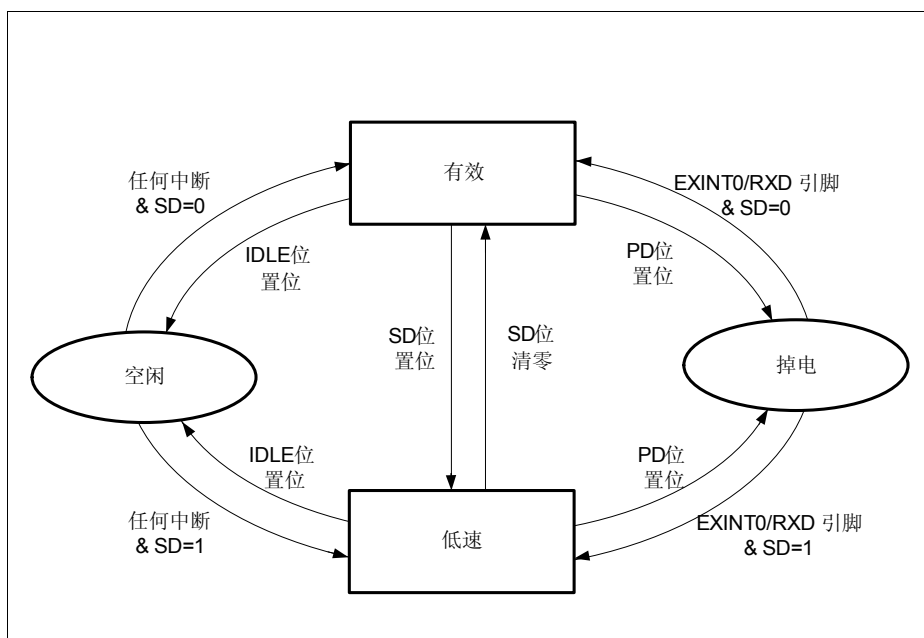 有效
任何中断
& SD=0
EXINT0/RXD 引脚
& SD=0
IDLE位
置位
PD位
置位
SD位
置位
SD位
清零
空闲
掉电
IDLE位
置位
PD位
置位
任何中断
& SD=1
低速
EXINT0/RXD 引脚
& SD=1